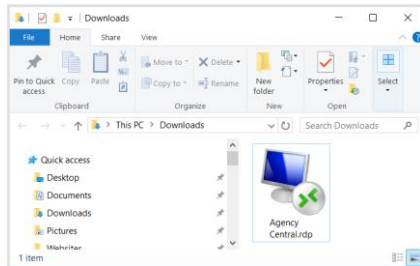 Downloads
File Home Share View
Pin to Quick access
Copy
Paste
Move to
Copy to
Delete
Rename
New folder
Properties
Select
Clipboard Organize New Open
This PC > Downloads
Search Downloads
Quick access
Desktop
Documents
Downloads
Pictures
Websites
Agency
Central.rdp
1 item